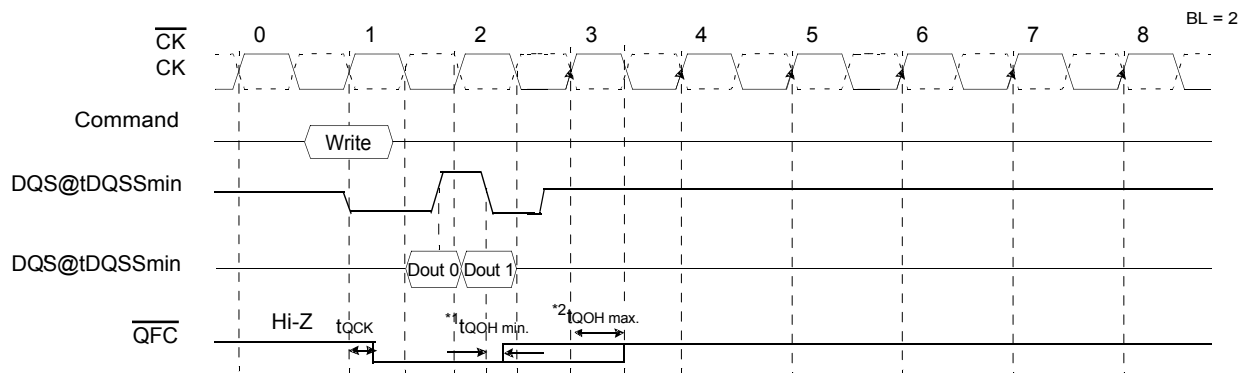 BL = 2
0 1 2 3 4 5 6 7 8
CK
CK
Command
Write
DQS@tDQSSmin
DQS@tDQSSmin
Dout 0 Dout 1
Hi-Z tQCK *1tQOH min. *2tQOH max.
QFC